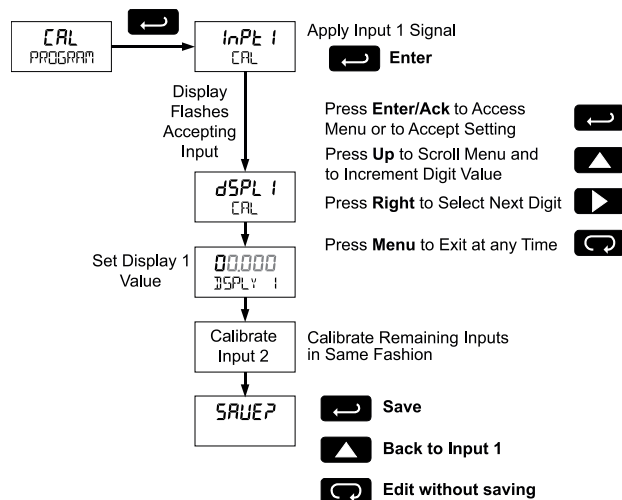 CAL
PROGRAM
InPt 1
CAL
Apply Input 1 Signal
Enter
Display
Flashes
Accepting
Input
Press Enter/Ack to Access
Menu or to Accept Setting
Press Up to Scroll Menu and
to Increment Digit Value
Press Right to Select Next Digit
Press Menu to Exit at any Time
dSPL 1
CAL
Set Display 1
Value
00.000
DSPLY 1
Calibrate
Input 2
Calibrate Remaining Inputs
in Same Fashion
SAVE?
Save
Back to Input 1
Edit without saving